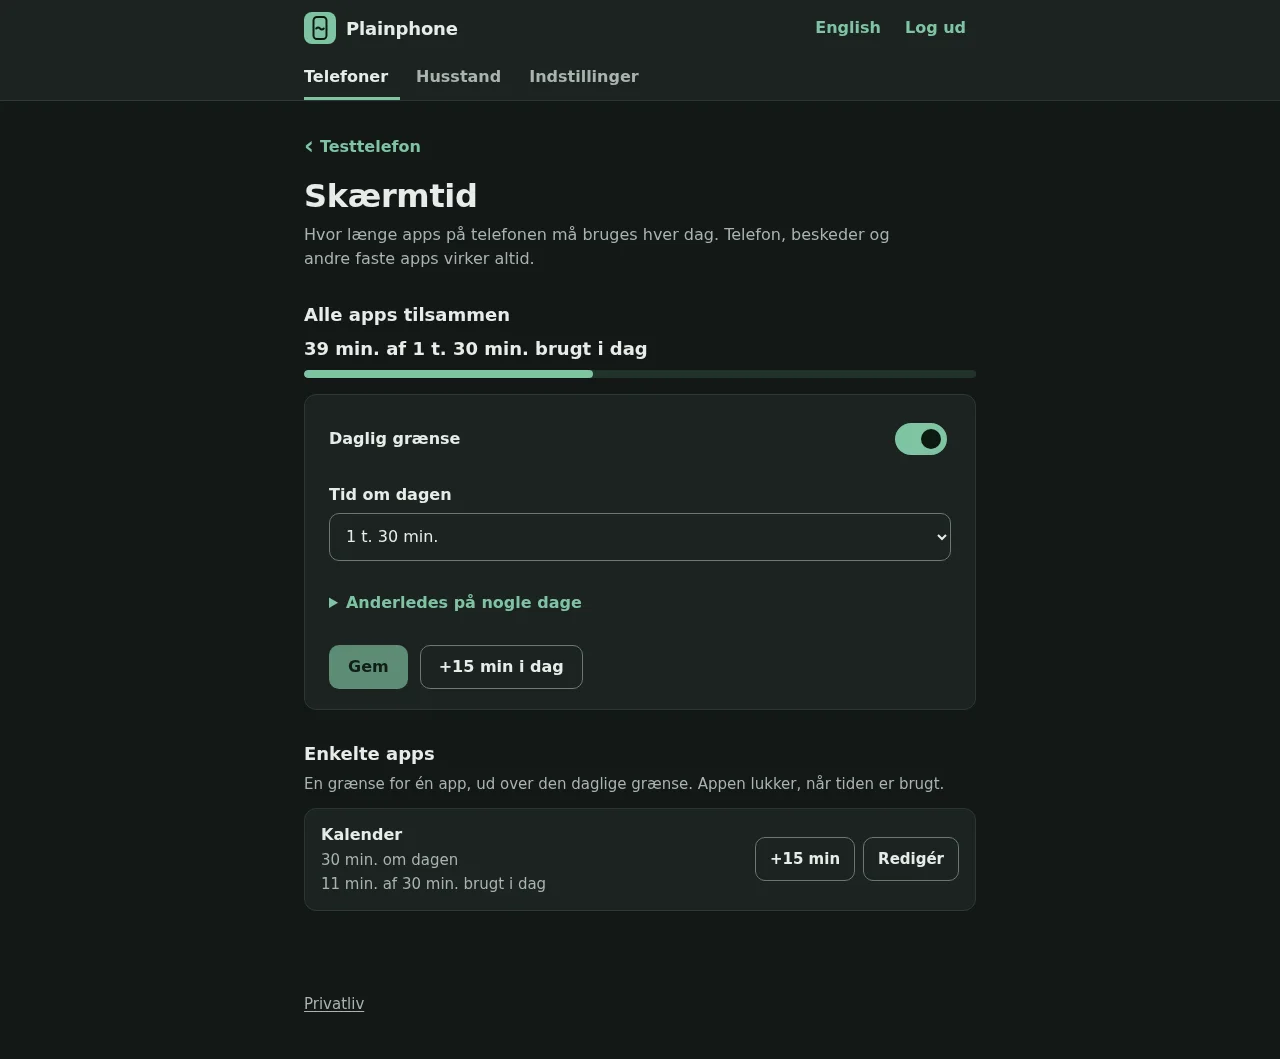 Plainphone
English
Log ud
Telefoner
Husstand
Indstillinger
‹ Testtelefon
Skærmtid
Hvor længe apps på telefonen må bruges hver dag. Telefon, beskeder og
andre faste apps virker altid.
Alle apps tilsammen
39 min. af 1 t. 30 min. brugt i dag
Daglig grænse
Tid om dagen
1 t. 30 min.
Anderledes på nogle dage
Gem
+15 min i dag
Enkelte apps
En grænse for én app, ud over den daglige grænse. Appen lukker, når tiden er brugt.
Kalender
30 min. om dagen
11 min. af 30 min. brugt i dag
+15 min
Redigér
Privatliv